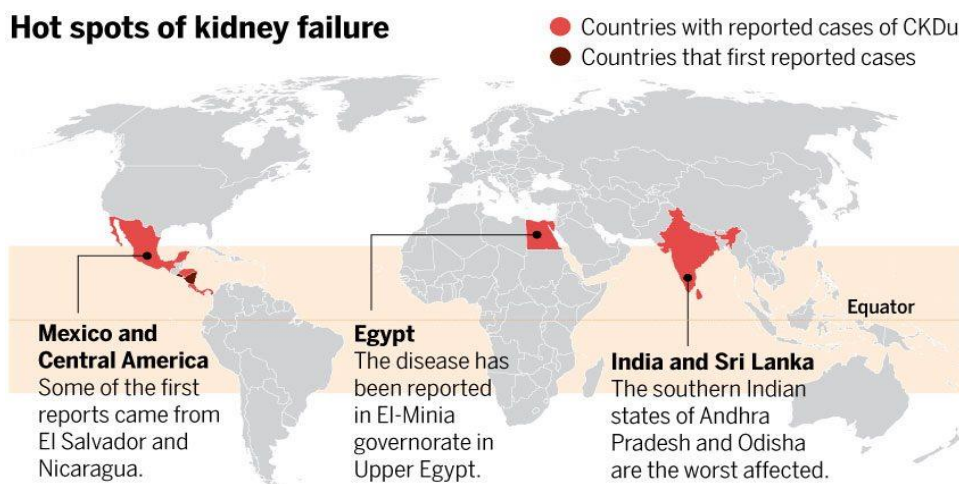 Hot spots of kidney failure
Countries with reported cases of CKDu
Countries that first reported cases
Equator
Mexico and
Central America
Some of the first
reports came from
El Salvador and
Nicaragua.
Egypt
The disease has
been reported
in El-Minia
governorate in
Upper Egypt.
India and Sri Lanka
The southern Indian
states of Andhra
Pradesh and Odisha
are the worst affected.